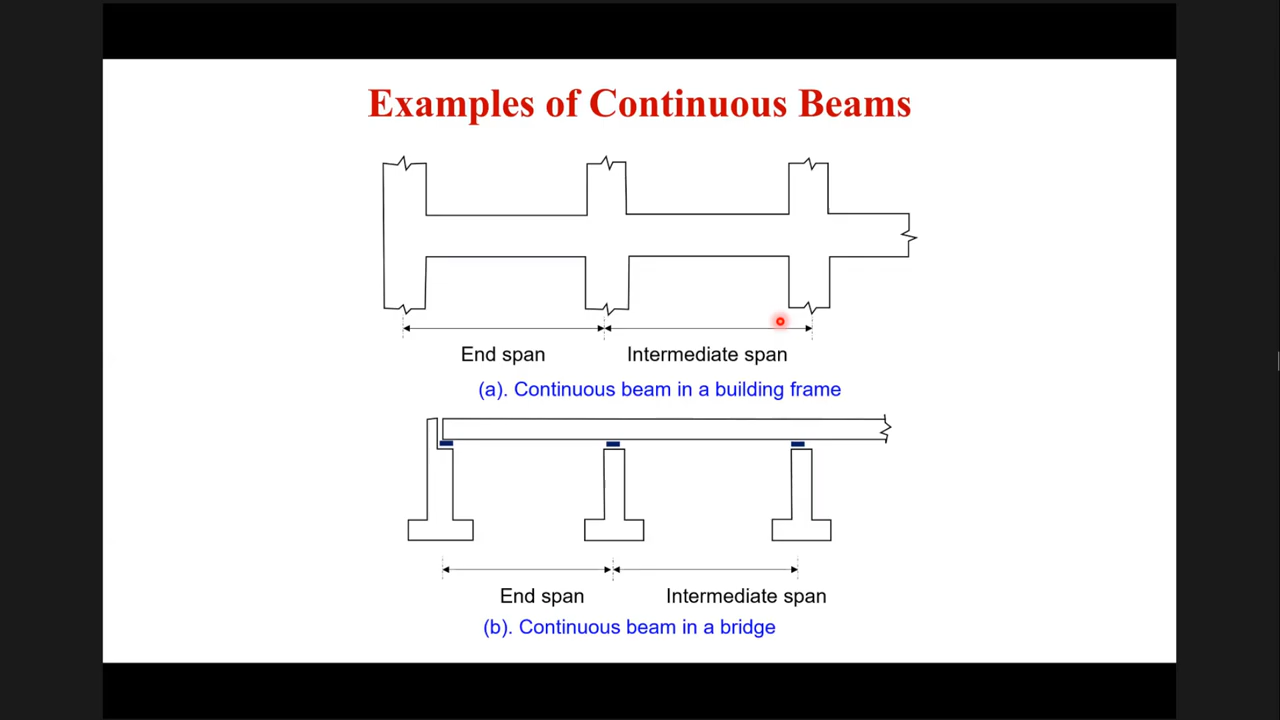 Examples of Continuous Beams
End span
Intermediate span
(a). Continuous beam in a building frame
End span
Intermediate span
(b). Continuous beam in a bridge